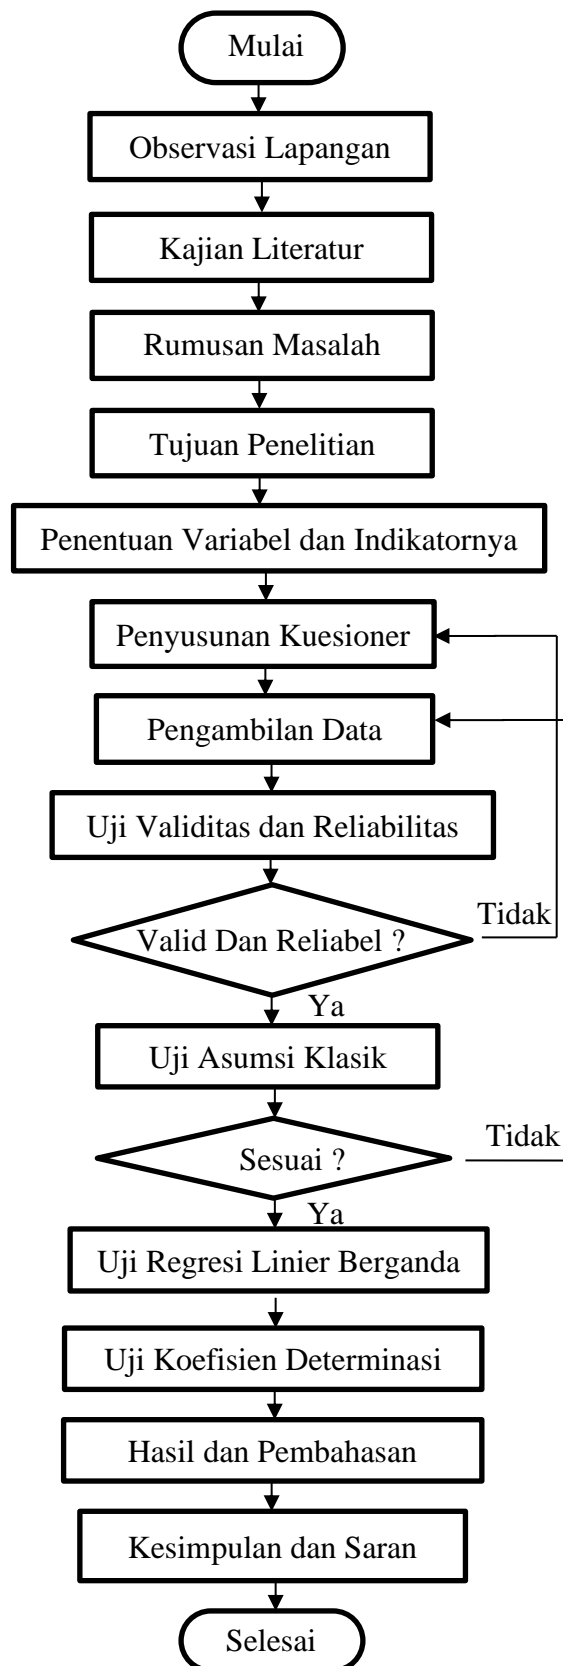 Mulai
Observasi Lapangan
Kajian Literatur
Rumusan Masalah
Tujuan Penelitian
Penentuan Variabel dan Indikatornya
Penyusunan Kuesioner
Pengambilan Data
Uji Validitas dan Reliabilitas
Tidak
Valid Dan Reliabel ?
Ya
Uji Asumsi Klasik
Tidak
Sesuai ?
Ya
Uji Regresi Linier Berganda
Uji Koefisien Determinasi
Hasil dan Pembahasan
Kesimpulan dan Saran
Selesai